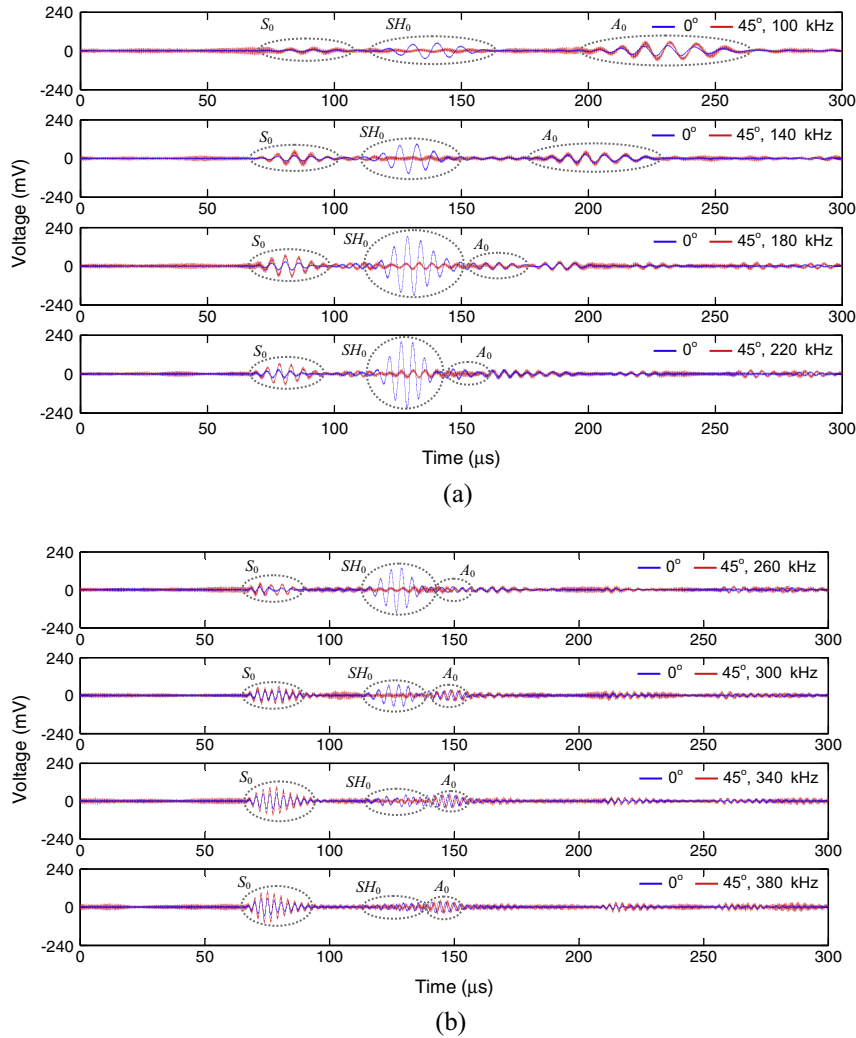 S0 SH0 A0 0° 45°, 100 kHz
240
0
-240
0 50 100 150 200 250 300
S0 SH0 A0 0° 45°, 140 kHz
240
0
240
0 50 100 150 200 250 300
S0 SH0 A0 0° 45°, 180 kHz
240
0
240
0 50 100 150 200 250 300
S0 SH0 A0 0° 45°, 220 kHz
240
0
-240
0 50 100 150 200 250 300
Voltage (mV)
Time (μs)
(a)
S0 SH0 A0 0° 45°, 260 kHz
240
0
-240
0 50 100 150 200 250 300
S0 SH0 A0 0° 45°, 300 kHz
240
0
-240
0 50 100 150 200 250 300
S0 SH0 A0 0° 45°, 340 kHz
240
0
-240
0 50 100 150 200 250 300
S0 SH0 A0 0° 45°, 380 kHz
240
0
-240
0 50 100 150 200 250 300
Voltage (mV)
Time (μs)
(b)